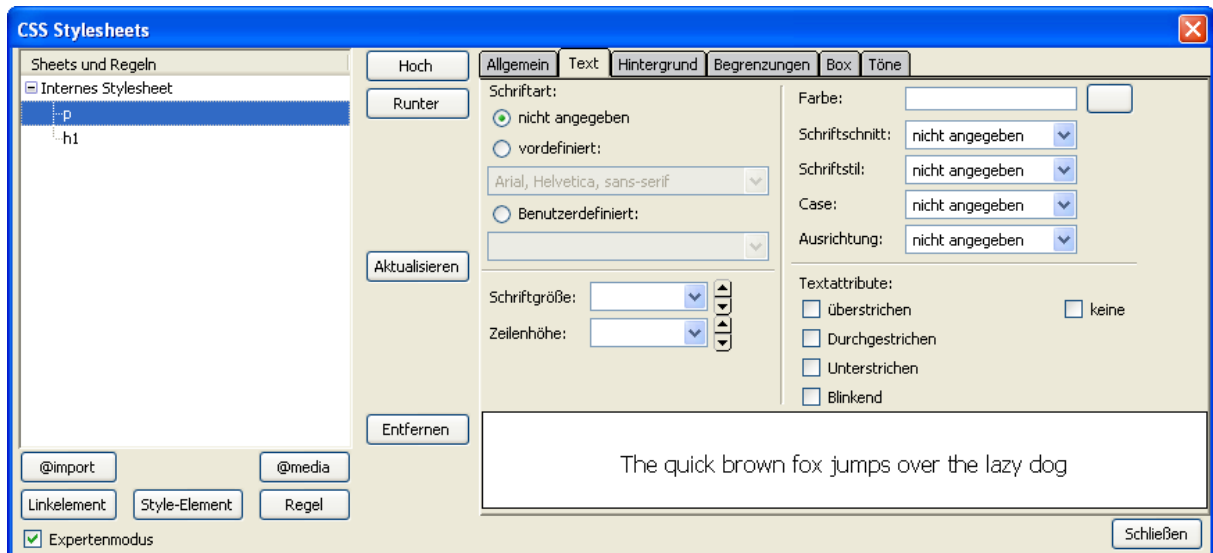 CSS Stylesheets
Sheets und Regeln
Internes Stylesheet
p
h1
@import
@media
Linkelement
Style-Element
Regel
Expertenmodus
Hoch
Runter
Aktualisieren
Entfernen
Allgemein Text Hintergrund Begrenzungen Box Töne
Schriftart:
nicht angegeben
vordefiniert:
Arial, Helvetica, sans-serif
Benutzerdefiniert:
Schriftgröße:
Zeilenhöhe:
Farbe:
Schriftschnitt: nicht angegeben
Schriftstil: nicht angegeben
Case: nicht angegeben
Ausrichtung: nicht angegeben
Textattribute:
überstrichen keine
Durchgestrichen
Unterstrichen
Blinkend
The quick brown fox jumps over the lazy dog
Schließen